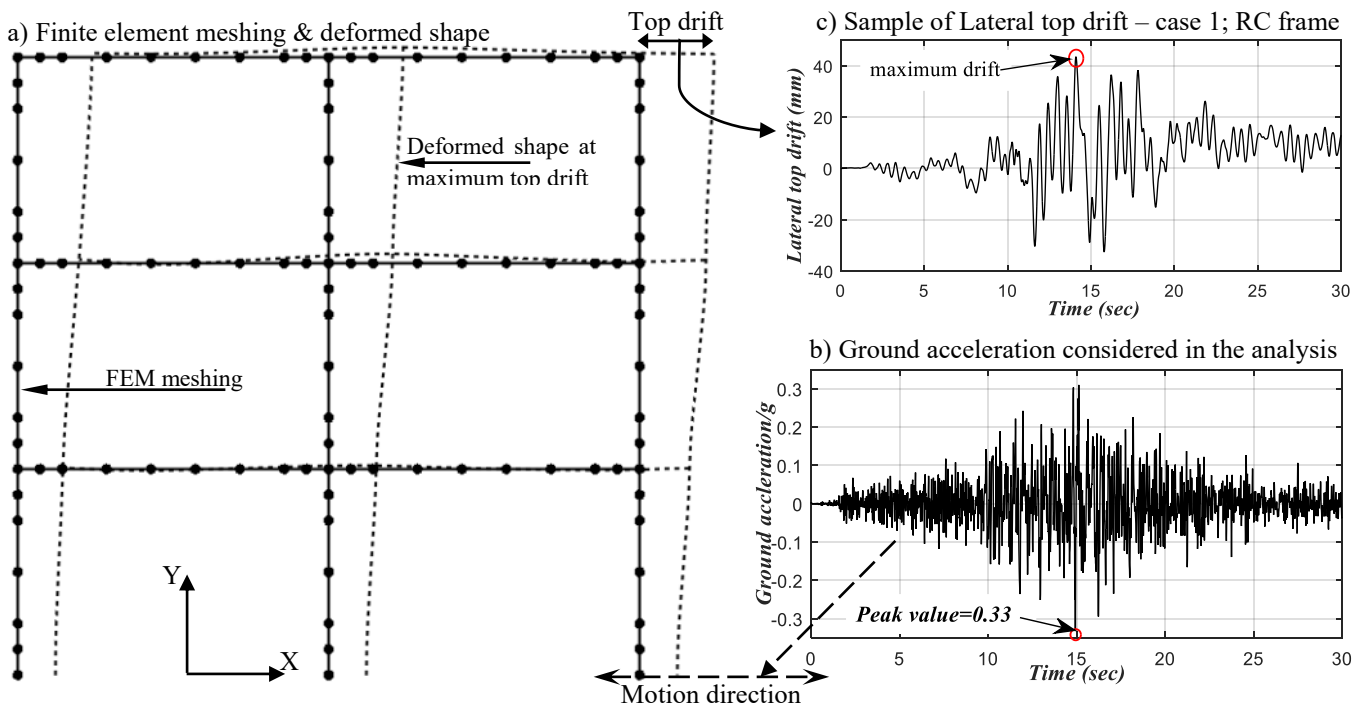 a) Finite element meshing & deformed shape
Top drift
Deformed shape at
maximum top drift
FEM meshing
Y
X
Motion direction
c) Sample of Lateral top drift – case 1; RC frame
maximum drift
Lateral top drift (mm)
40
20
0
-20
-40
0 5 10 15 20 25 30
Time (sec)
b) Ground acceleration considered in the analysis
Ground accleration/g
0.3
0.2
0.1
0
-0.1
-0.2
-0.3
Peak value=0.33
0 5 10 15 20 25 30
Time (sec)